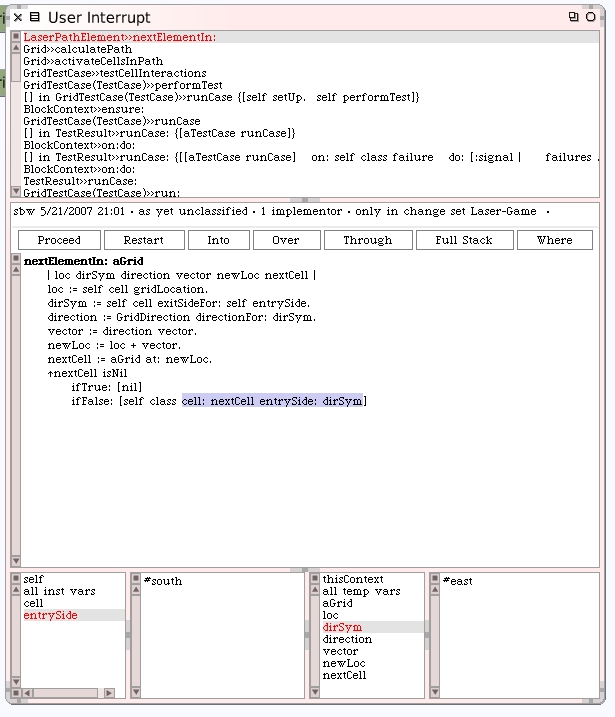 User Interrupt
LaserPathElement>>nextElementIn:
Grid>>calculatePath
Grid>>activateCellsInPath
GridTestCase>>testCellInteractions
GridTestCase(TestCase)>>performTest
[] in GridTestCase(TestCase)>>runCase {[self setUp. self performTest]}
BlockContext>>ensure:
GridTestCase(TestCase)>>runCase
[] in TestResult>>runCase: {[aTestCase runCase]}
BlockContext>>on:do:
[] in TestResult>>runCase: {[[aTestCase runCase] on: self class failure do: [:signal | failures .
BlockContext>>on:do:
TestResult>>runCase:
GridTestCase(TestCase)>>run:
sbw 5/21/2007 21:01 · as yet unclassified · 1 implementor · only in change set Laser-Game ·
Proceed Restart Into Over Through Full Stack Where
nextElementIn: aGrid
| loc dirSym direction vector newLoc nextCell |
loc := self cell gridLocation.
dirSym := self cell exitSideFor: self entrySide.
direction := GridDirection directionFor: dirSym.
vector := direction vector.
newLoc := loc + vector.
nextCell := aGrid at: newLoc.
↑nextCell isNil
ifTrue: [nil]
ifFalse: [self class cell: nextCell entrySide: dirSym]
self
all inst vars
cell
entrySide
#south
thisContext
all temp vars
aGrid
loc
dirSym
direction
vector
newLoc
nextCell
#east